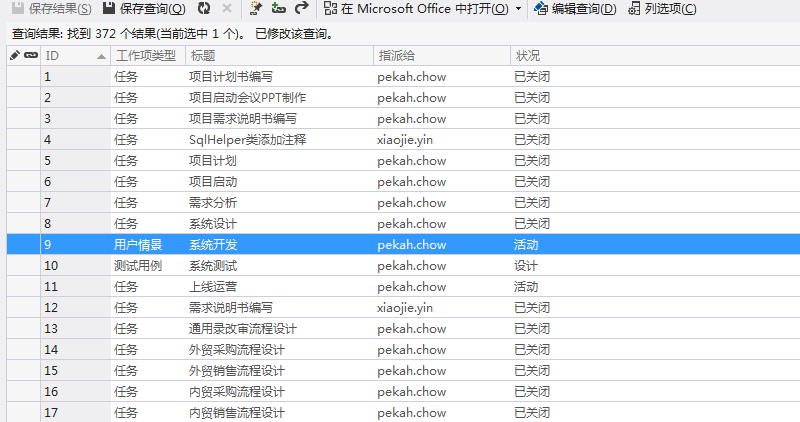 保存结果(S) 保存查询(Q) 在 Microsoft Office 中打开(O) 编辑查询(D) 列选项(C)
查询结果: 找到 372 个结果(当前选中 1 个)。 已修改该查询。
ID 工作项类型 标题 指派给 状况
1 任务 项目计划书编写 pekah.chow 已关闭
2 任务 项目启动会议PPT制作 pekah.chow 已关闭
3 任务 项目需求说明书编写 pekah.chow 已关闭
4 任务 SqlHelper类添加注释 xiaojie.yin 已关闭
5 任务 项目计划 pekah.chow 已关闭
6 任务 项目启动 pekah.chow 已关闭
7 任务 需求分析 pekah.chow 已关闭
8 任务 系统设计 pekah.chow 已关闭
9 用户情景 系统开发 pekah.chow 活动
10 测试用例 系统测试 pekah.chow 设计
11 任务 上线运营 pekah.chow 活动
12 任务 需求说明书编写 xiaojie.yin 已关闭
13 任务 通用录改审流程设计 pekah.chow 已关闭
14 任务 外贸采购流程设计 pekah.chow 已关闭
15 任务 外贸销售流程设计 pekah.chow 已关闭
16 任务 内贸采购流程设计 pekah.chow 已关闭
17 任务 内贸销售流程设计 pekah.chow 已关闭